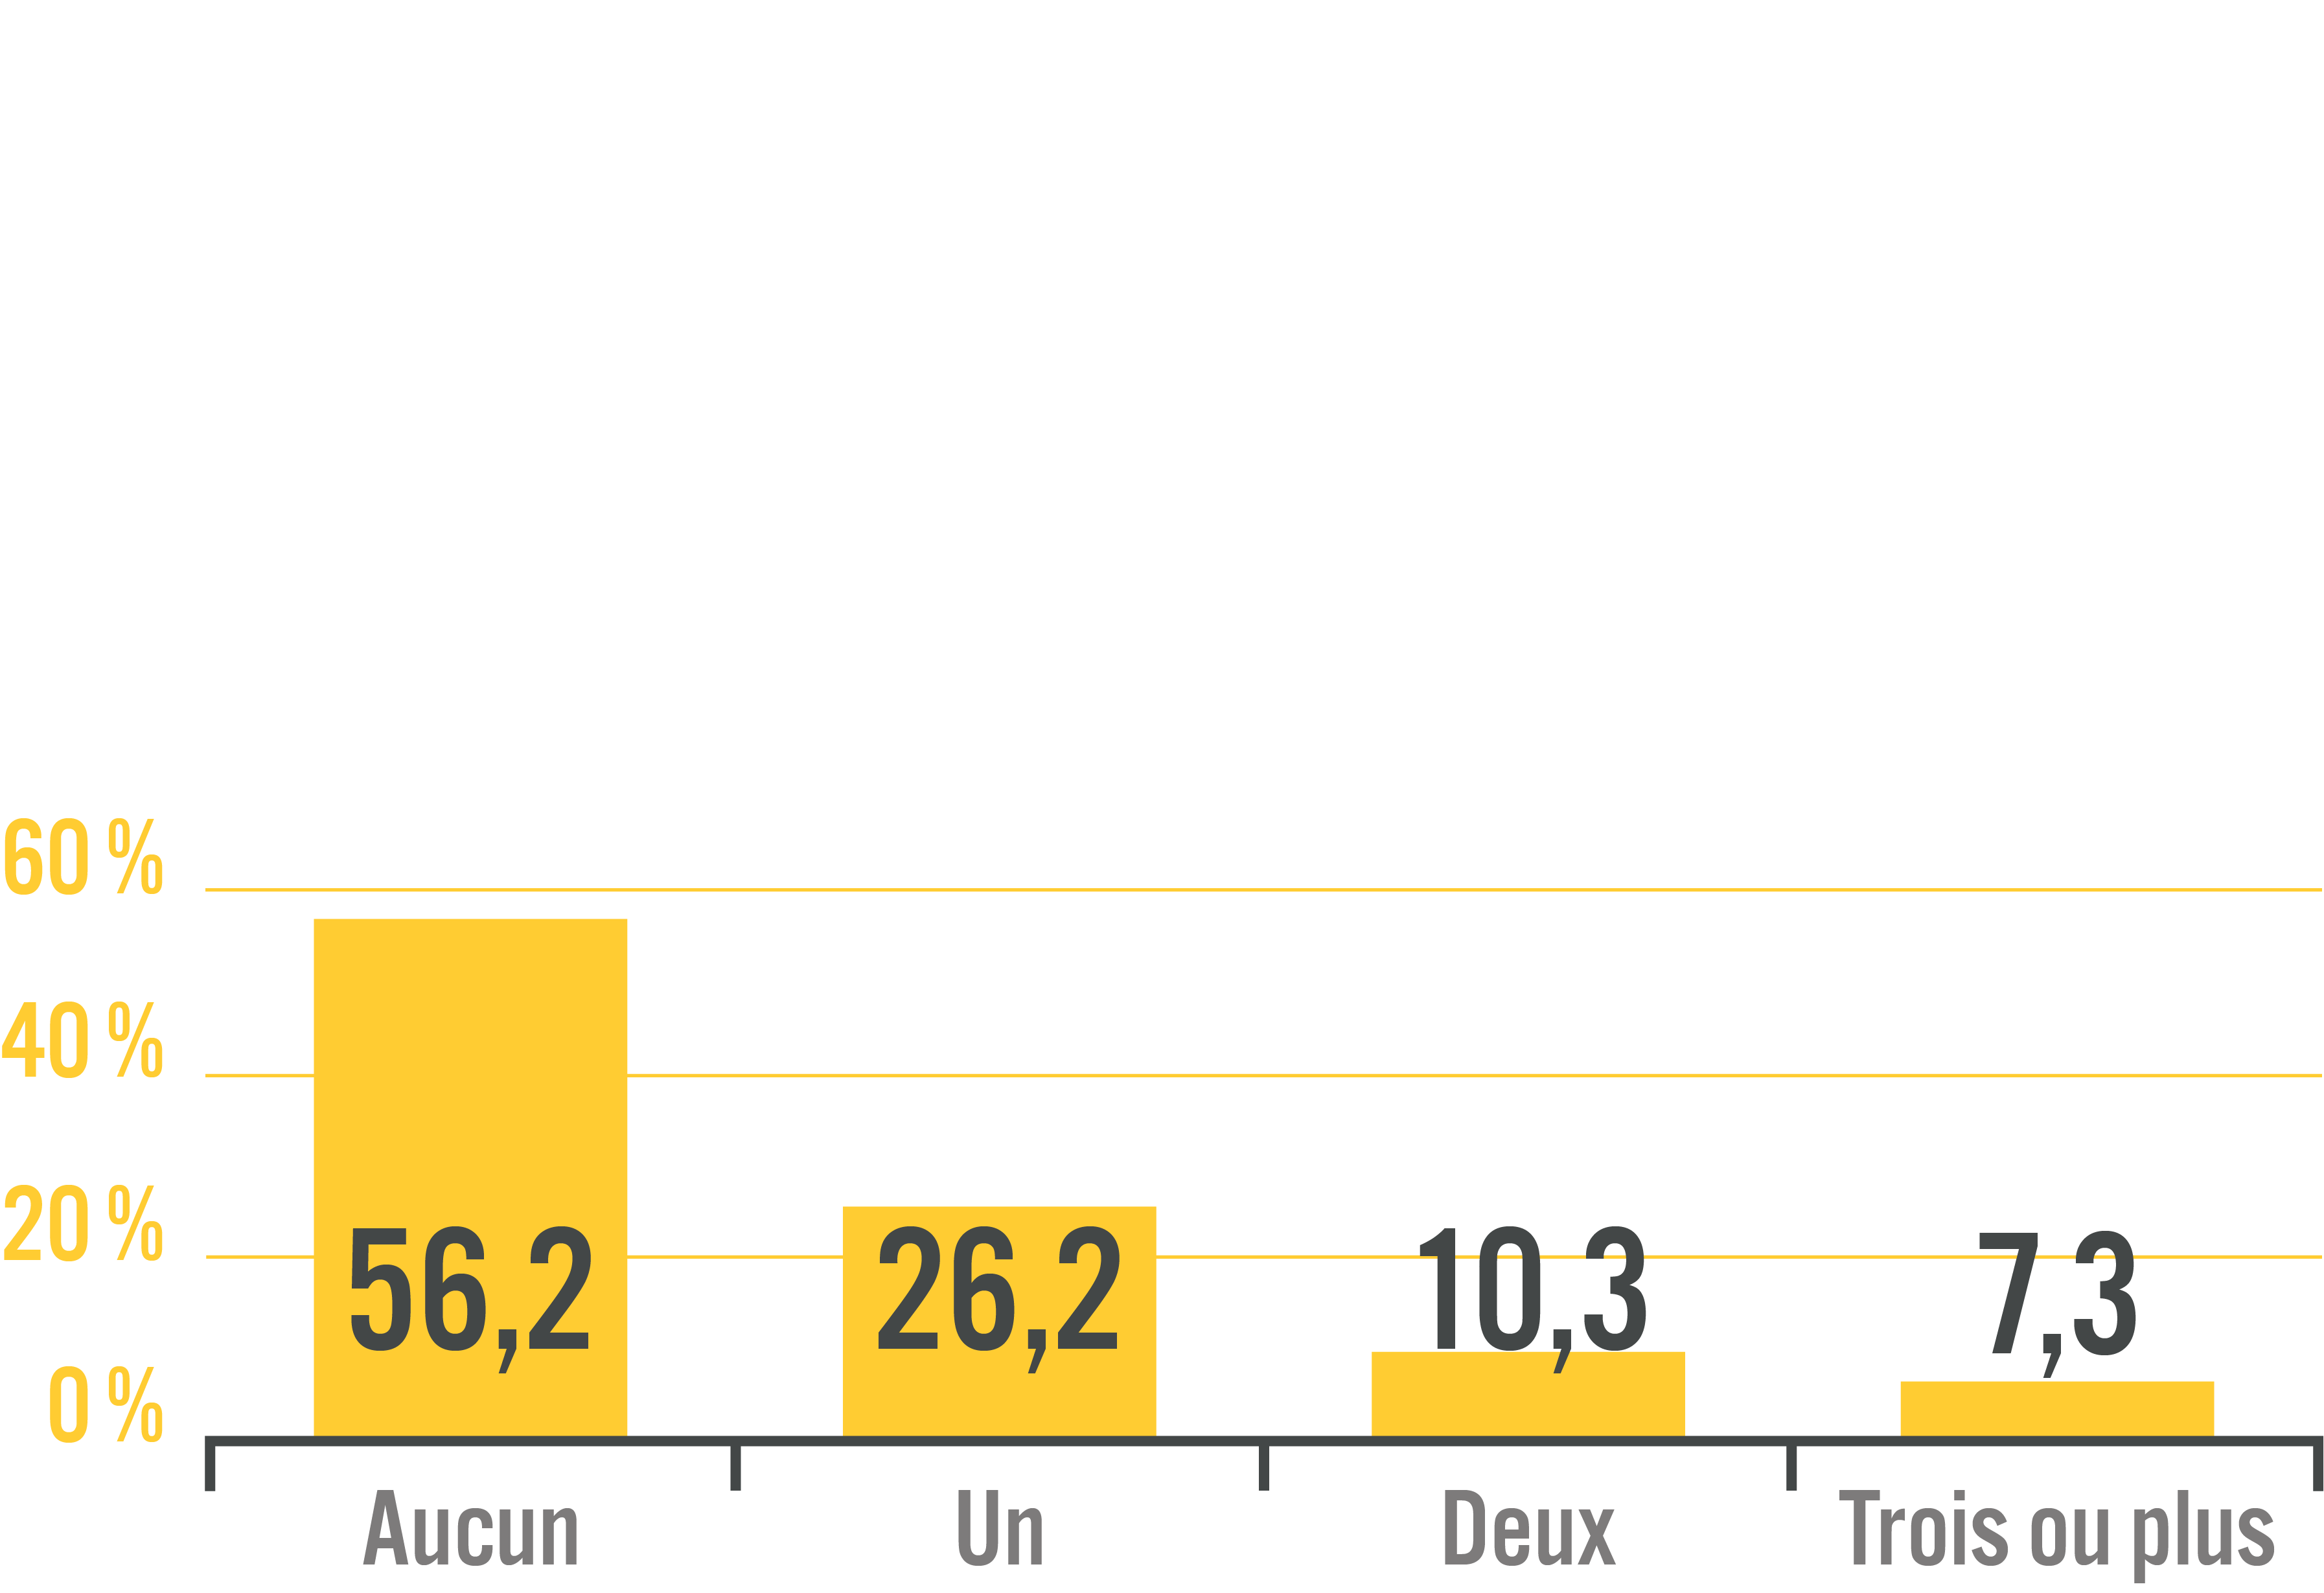 60 %
40 %
20 %
0 %
56,2
26,2
10,3
7,3
Aucun
Un
Deux
Trois ou plus